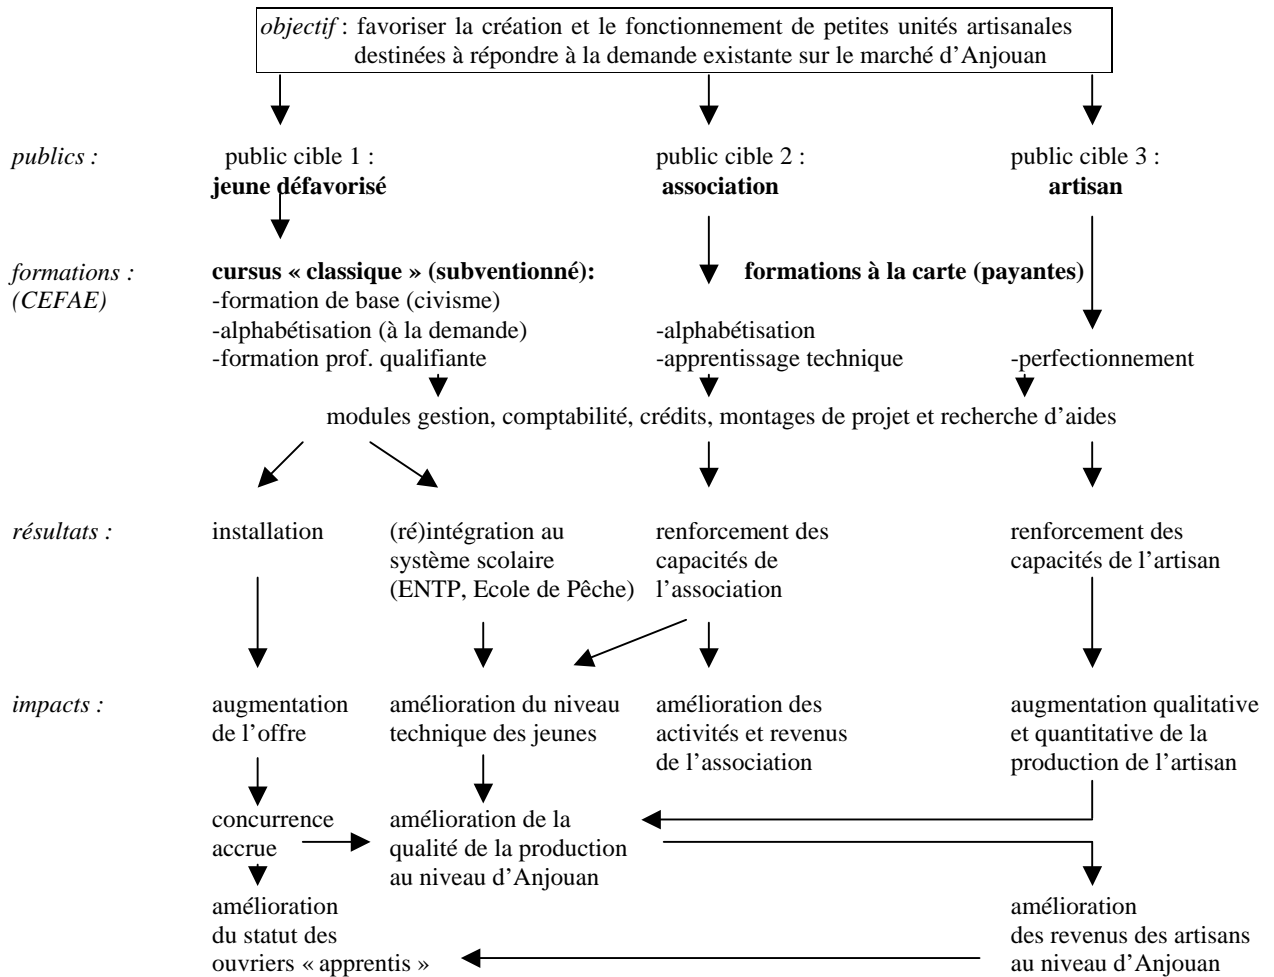 objectif : favoriser la création et le fonctionnement de petites unités artisanales
destinées à répondre à la demande existante sur le marché d’Anjouan
publics :
public cible 1 :
jeune défavorisé
public cible 2 :
association
public cible 3 :
artisan
formations :
(CEFAE)
cursus « classique » (subventionné):
-formation de base (civisme)
-alphabétisation (à la demande)
-formation prof. qualifiante
formations à la carte (payantes)
-alphabétisation
-apprentissage technique
-perfectionnement
modules gestion, comptabilité, crédits, montages de projet et recherche d’aides
résultats :
installation
(ré)intégration au
système scolaire
(ENTP, Ecole de Pêche)
renforcement des
capacités de
l’association
renforcement des
capacités de l’artisan
impacts :
augmentation
de l’offre
amélioration du niveau
technique des jeunes
amélioration des
activités et revenus
de l’association
augmentation qualitative
et quantitative de la
production de l’artisan
concurrence
accrue
amélioration de la
qualité de la production
au niveau d’Anjouan
amélioration
du statut des
ouvriers « apprentis »
amélioration
des revenus des artisans
au niveau d’Anjouan